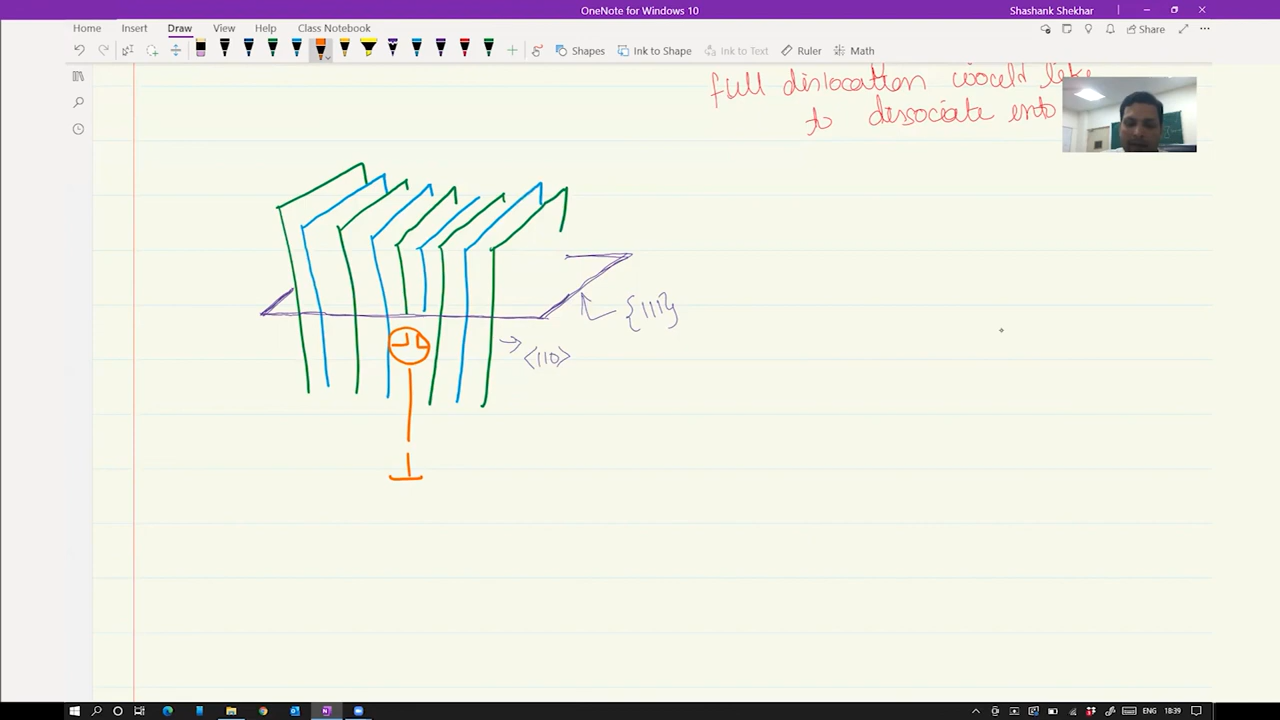 OneNote for Windows 10
Shashank Shekhar
Home Insert Draw View Help Class Notebook
Share
Shapes Ink to Shape Ink to Text Ruler Math
full dislocation would like
to dissociate into
{111}
<110>
ENG 18:39